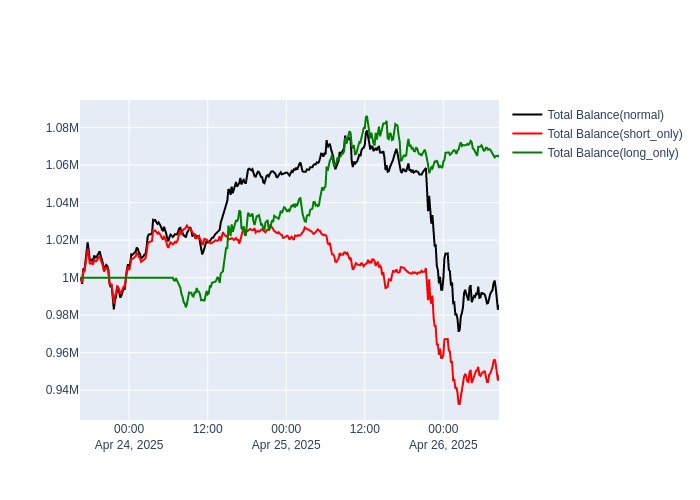 Total Balance(normal)
Total Balance(short_only)
Total Balance(long_only)
1.08M
1.06M
1.04M
1.02M
1M
0.98M
0.96M
0.94M
00:00
Apr 24, 2025
12:00
00:00
Apr 25, 2025
12:00
00:00
Apr 26, 2025